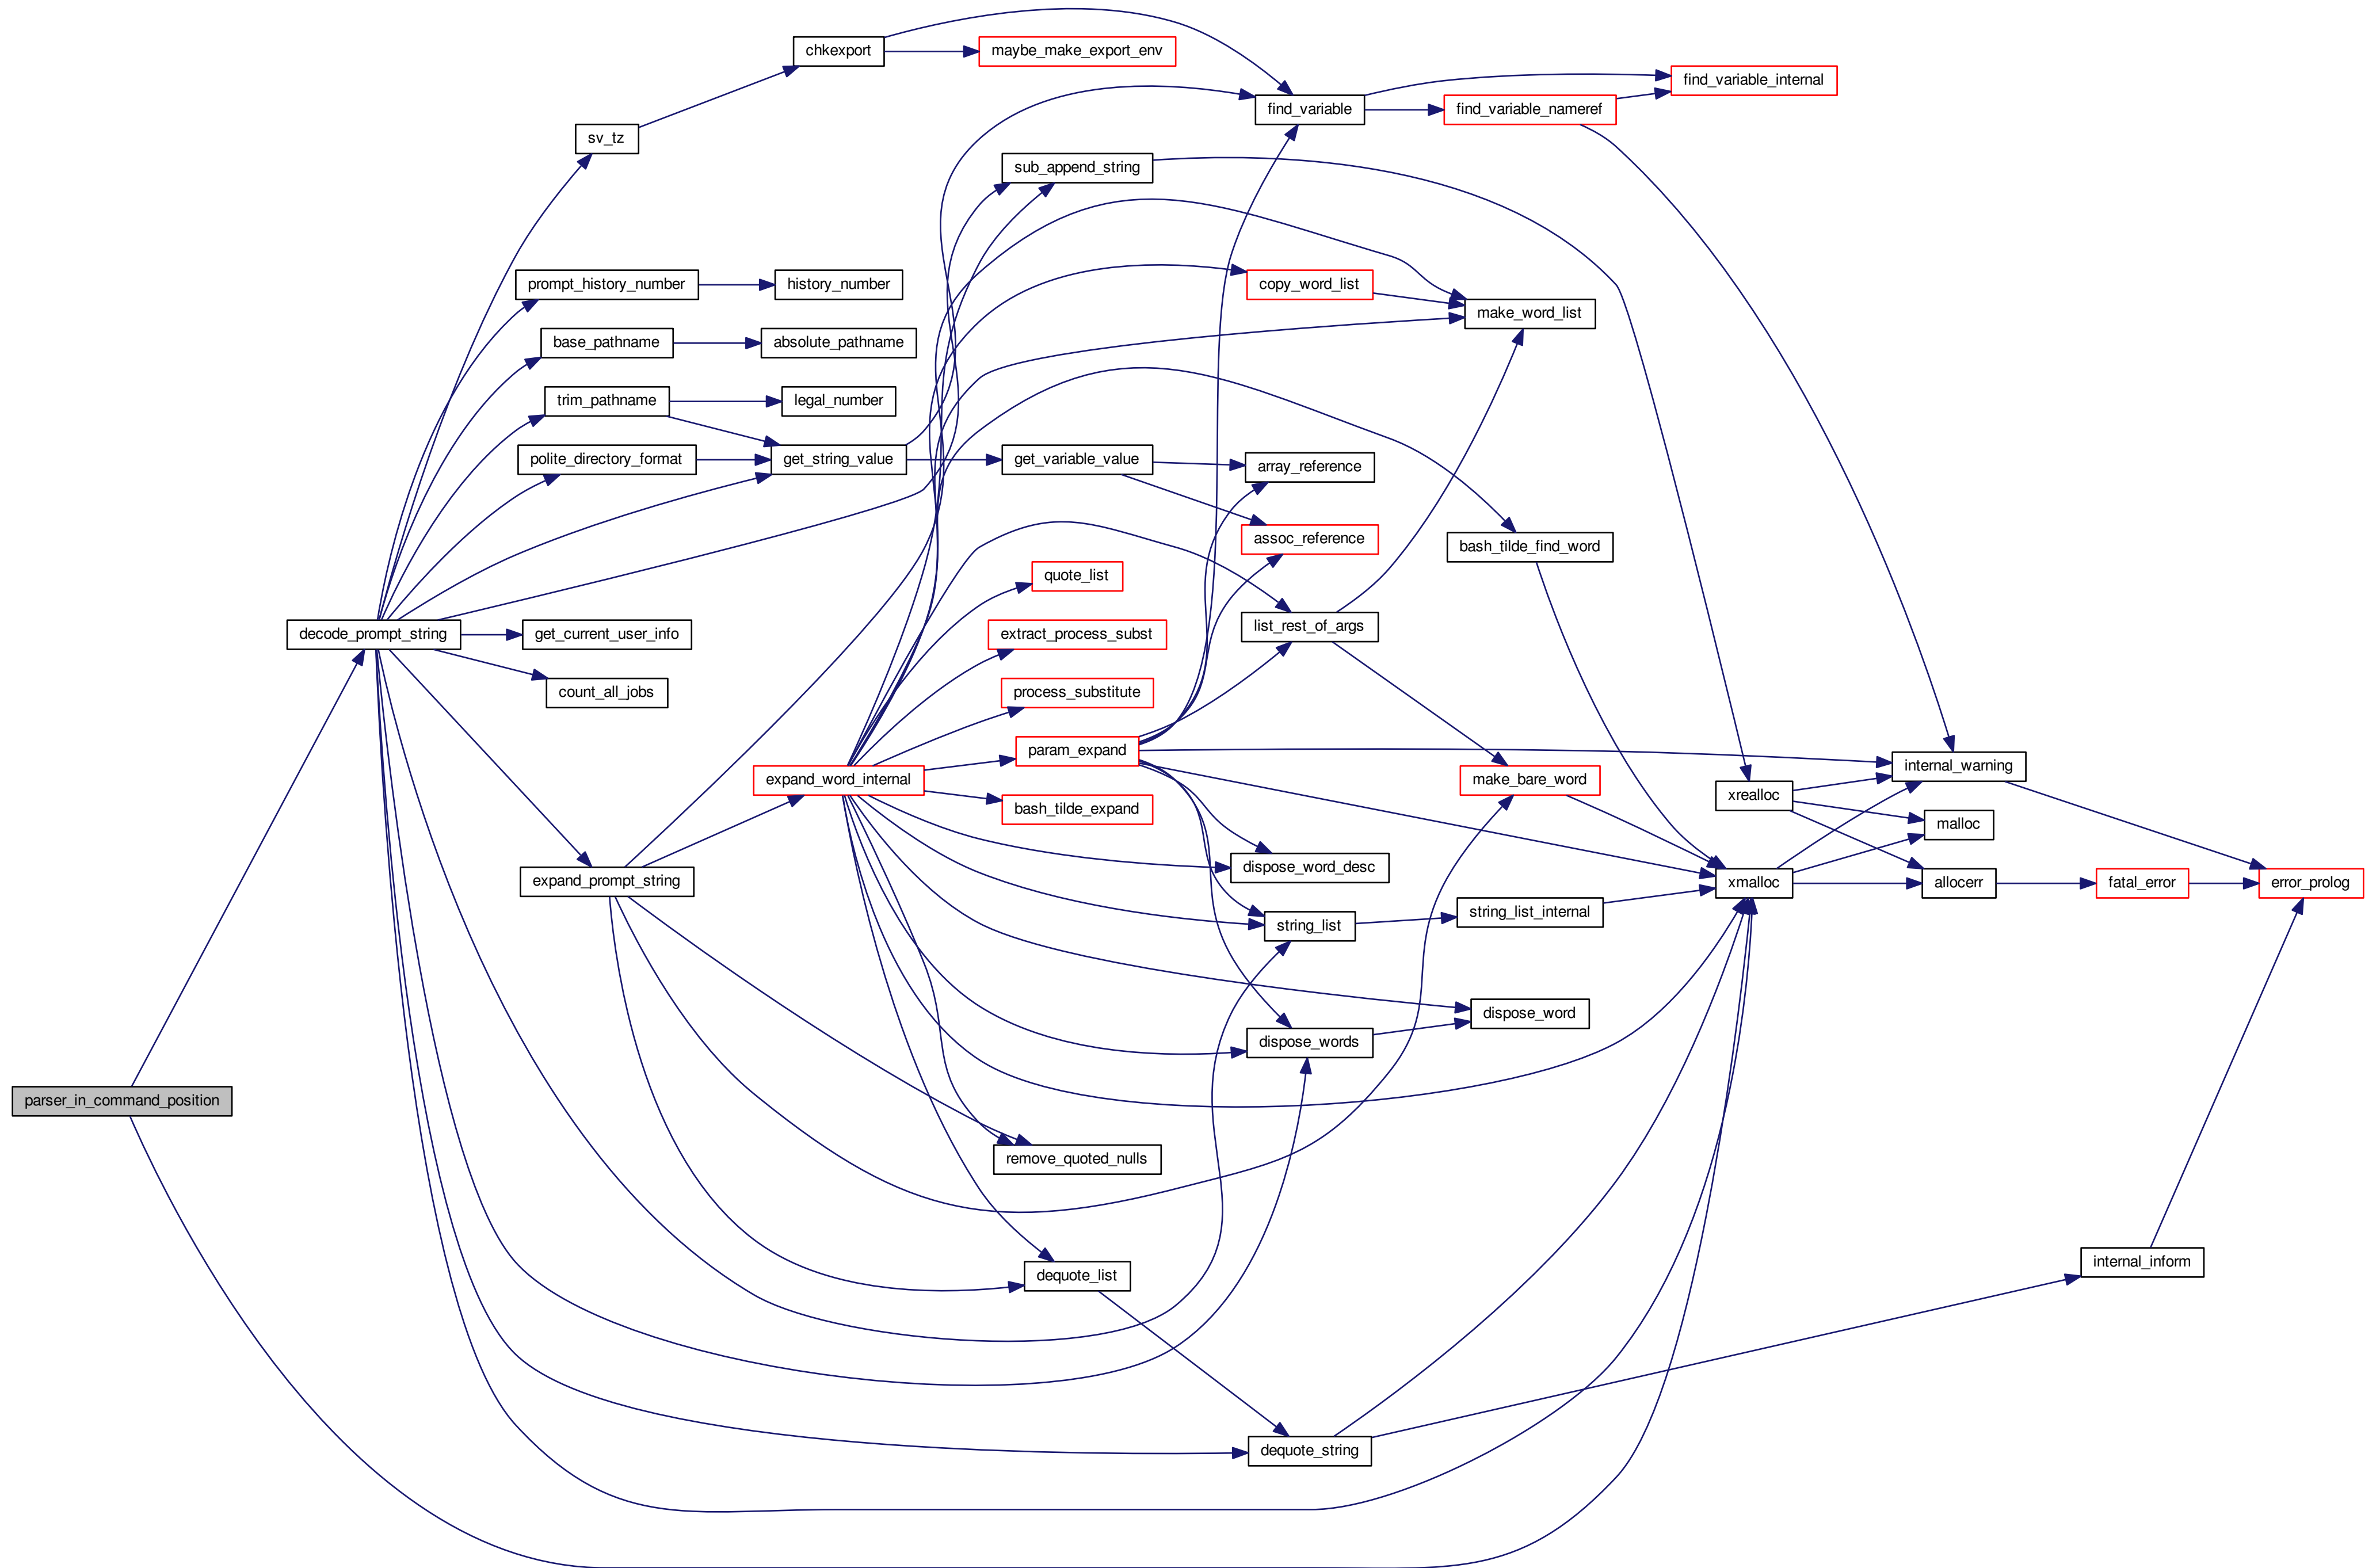 chkexport
maybe_make_export_env
find_variable_internal
find_variable
find_variable_nameref
sv_tz
sub_append_string
prompt_history_number
history_number
copy_word_list
make_word_list
base_pathname
absolute_pathname
trim_pathname
legal_number
polite_directory_format
get_string_value
get_variable_value
array_reference
assoc_reference
bash_tilde_find_word
quote_list
decode_prompt_string
get_current_user_info
extract_process_subst
list_rest_of_args
count_all_jobs
process_substitute
param_expand
expand_word_internal
make_bare_word
internal_warning
bash_tilde_expand
xrealloc
malloc
dispose_word_desc
expand_prompt_string
xmalloc
allocerr
fatal_error
error_prolog
string_list
string_list_internal
dispose_word
dispose_words
parser_in_command_position
remove_quoted_nulls
dequote_list
internal_inform
dequote_string